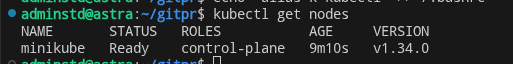 adminstd@astra:~/gitpr$ kubectl get nodes
NAME STATUS ROLES AGE VERSION
minikube Ready control-plane 9m10s v1.34.0
adminstd@astra:~/gitpr$